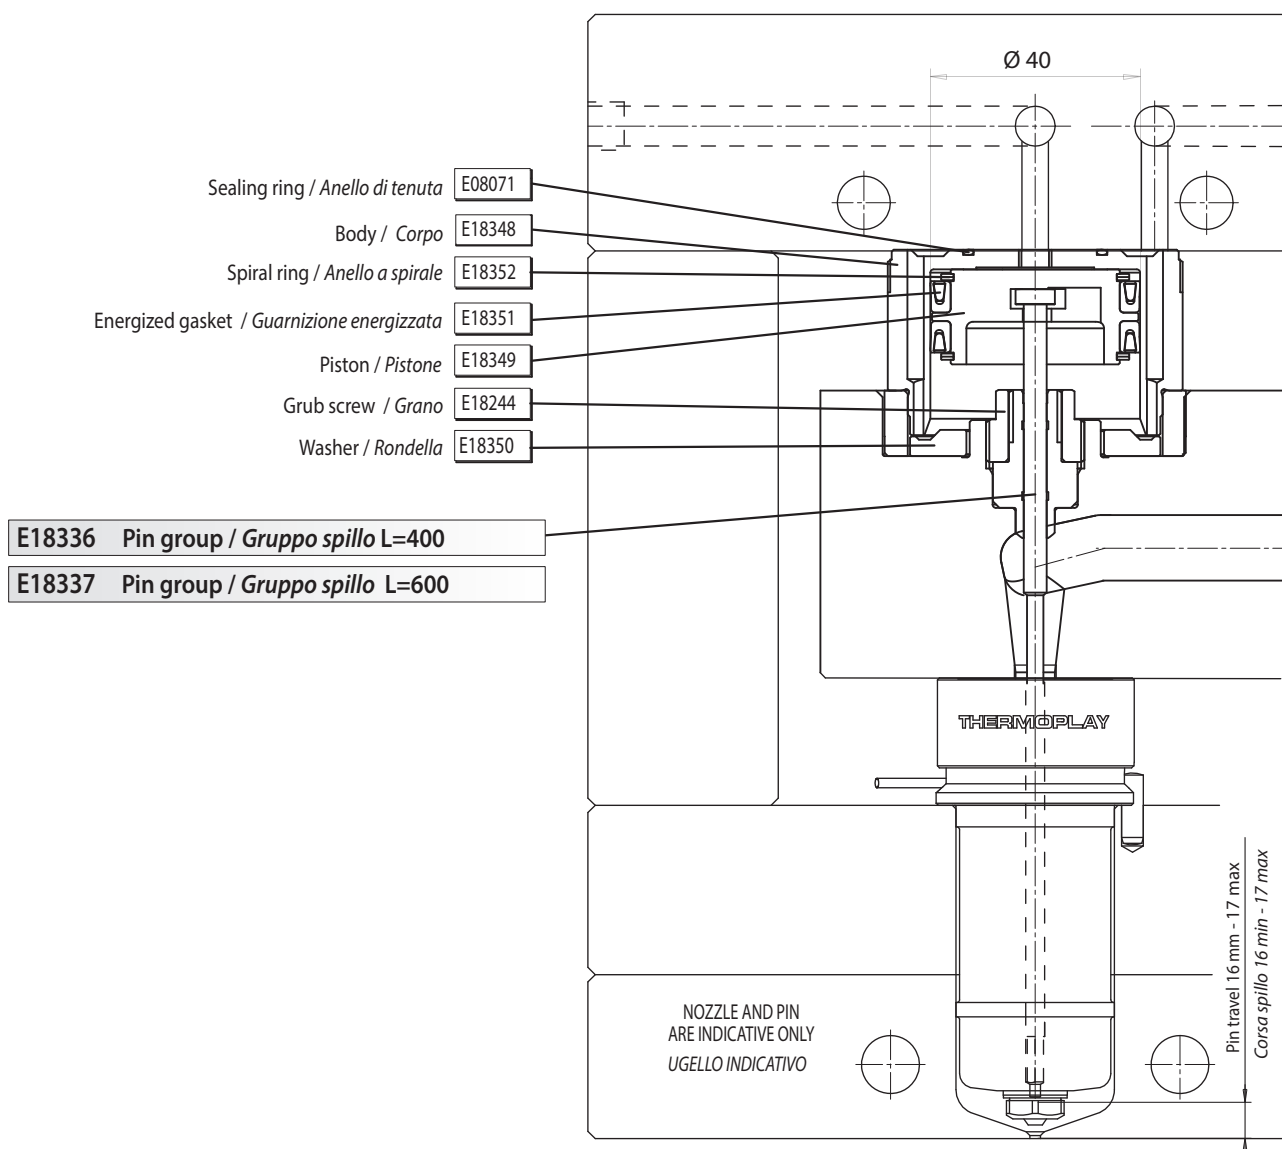 Ø 40
Sealing ring / Anello di tenuta E08071
Body / Corpo E18348
Spiral ring / Anello a spirale E18352
Energized gasket / Guarnizione energizzata E18351
Piston / Pistone E18349
Grub screw / Grano E18244
Washer / Rondella E18350
E18336 Pin group / Gruppo spillo L=400
E18337 Pin group / Gruppo spillo L=600
THERMOPLAY
NOZZLE AND PIN
ARE INDICATIVE ONLY
UGELLO INDICATIVO
Pin travel 16 mm - 17 max
Corsa spillo 16 min - 17 max